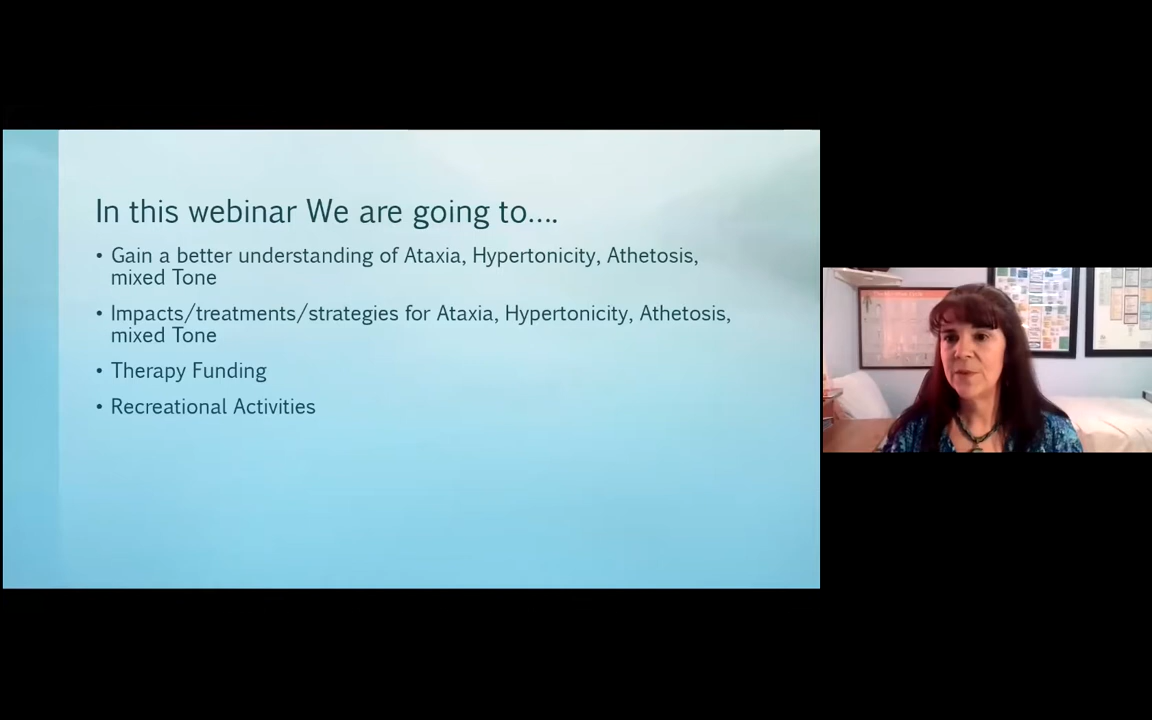 In this webinar We are going to....
• Gain a better understanding of Ataxia, Hypertonicity, Athetosis,
mixed Tone
• Impacts/treatments/strategies for Ataxia, Hypertonicity, Athetosis,
mixed Tone
• Therapy Funding
• Recreational Activities